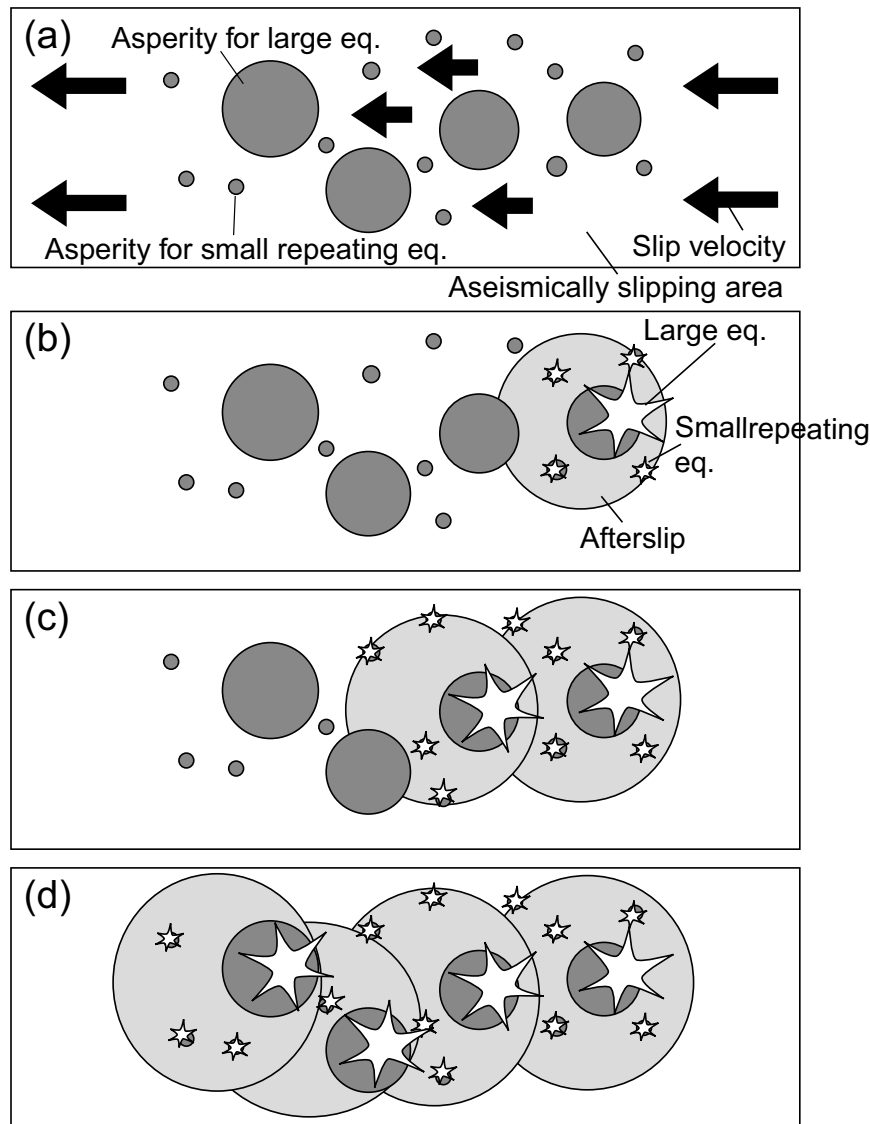 (a)
Asperity for large eq.
Asperity for small repeating eq.
Slip velocity
Aseismically slipping area
(b)
Large eq.
Smallrepeating
eq.
Afterslip
(c)
(d)